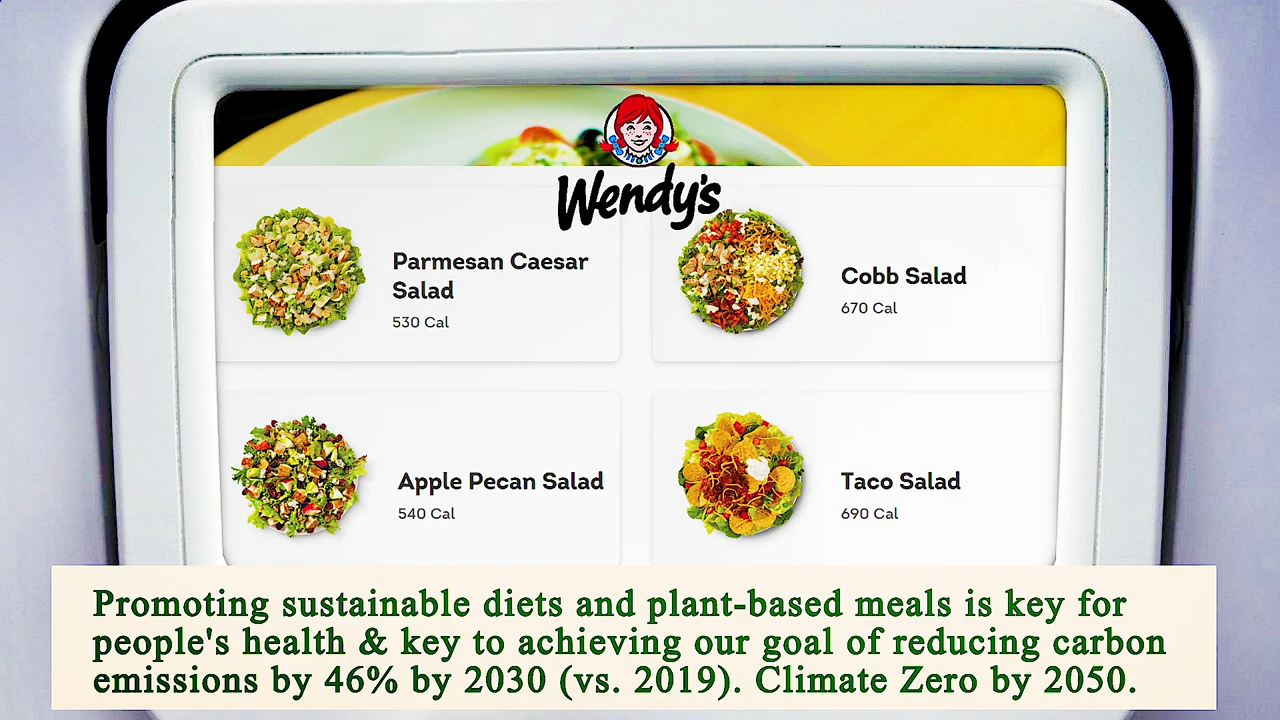 Wendy's
Parmesan Caesar
Salad
530 Cal
Cobb Salad
670 Cal
Apple Pecan Salad
540 Cal
Taco Salad
690 Cal
Promoting sustainable diets and plant-based meals is key for
people's health & key to achieving our goal of reducing carbon
emissions by 46% by 2030 (vs. 2019). Climate Zero by 2050.